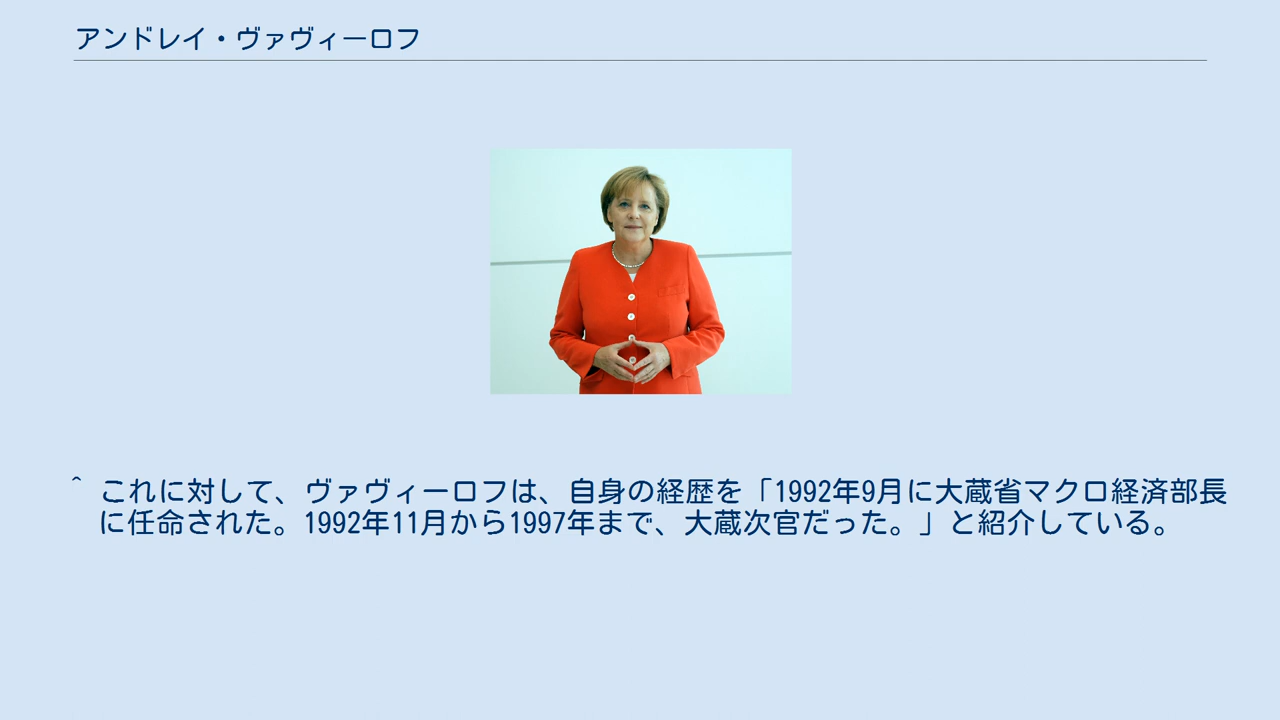 アンドレイ・ヴァヴィーロフ
^ これに対して、ヴァヴィーロフは、自身の経歴を「1992年9月に大蔵省マクロ経済部長
に任命された。1992年11月から1997年まで、大蔵次官だった。」と紹介している。